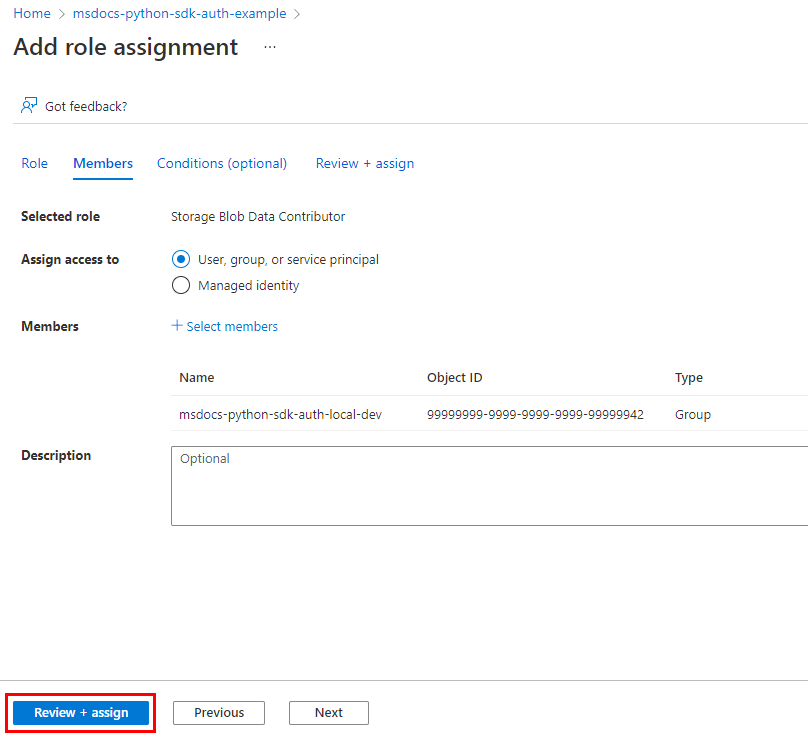 Home > msdocs-python-sdk-auth-example >
Add role assignment ...
Got feedback?
Role Members Conditions (optional) Review + assign
Selected role Storage Blob Data Contributor
Assign access to User, group, or service principal
Managed identity
Members + Select members
Name Object ID Type
msdocs-python-sdk-auth-local-dev 99999999-9999-9999-9999-99999942 Group
Description Optional
Review + assign Previous Next